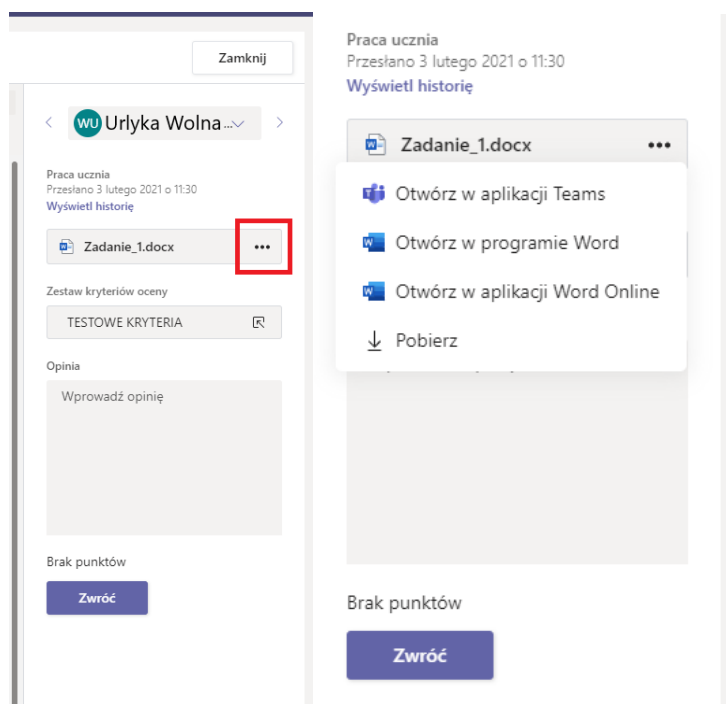 Zamknij
WU Urlyka Wolna...
Praca ucznia
Przesłano 3 lutego 2021 o 11:30
Wyświetl historię
Zadanie_1.docx
Zestaw kryteriów oceny
TESTOWE KRYTERIA
Opinia
Wprowadź opinię
Brak punktów
Zwróć
Praca ucznia
Przesłano 3 lutego 2021 o 11:30
Wyświetl historię
Zadanie_1.docx
Otwórz w aplikacji Teams
Otwórz w programie Word
Otwórz w aplikacji Word Online
Pobierz
Brak punktów
Zwróć